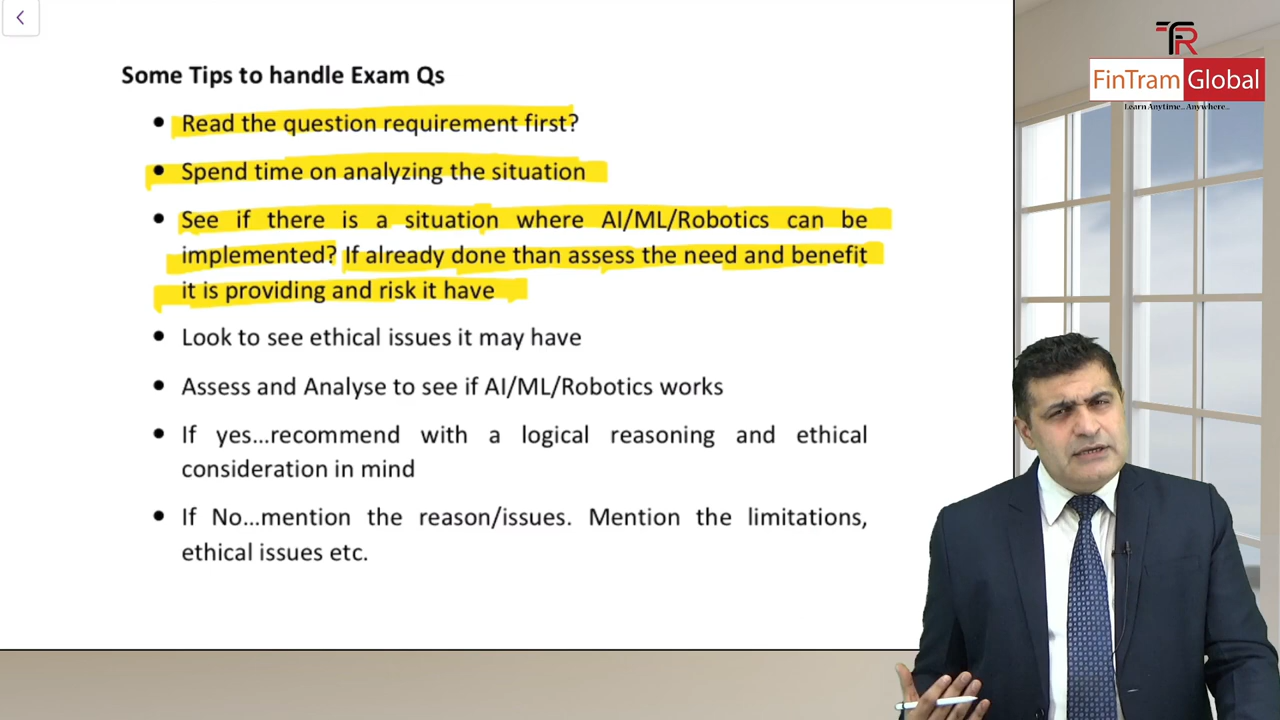 Some Tips to handle Exam Qs
• Read the question requirement first?
• Spend time on analyzing the situation
• See if there is a situation where AI/ML/Robotics can be
implemented? If already done than assess the need and benefit
it is providing and risk it have
• Look to see ethical issues it may have
• Assess and Analyse to see if AI/ML/Robotics works
• If yes...recommend with a logical reasoning and ethical
consideration in mind
• If No...mention the reason/issues. Mention the limitations,
ethical issues etc.
TR
FinTram Global
Learn Anytime.. Anywhere..